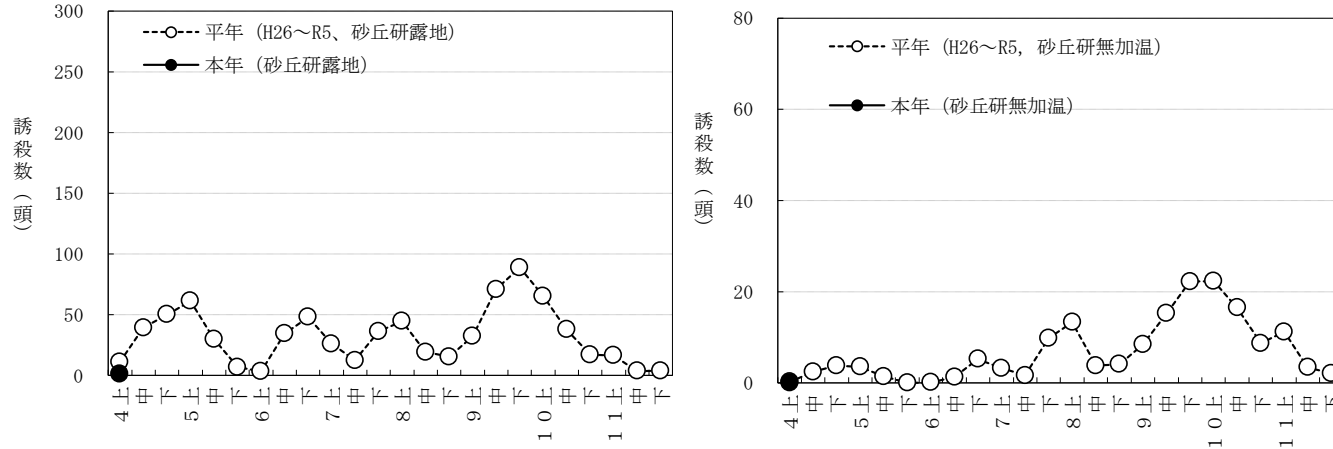 300
250
200
150
100
50
0
誘殺数（頭）
平年（H26～R5、砂丘研露地）
本年（砂丘研露地）
4上 中 下 5上 中 下 6上 中 下 7上 中 下 8上 中 下 9上 中 下 10上 中 下 11上 中 下
80
60
40
20
0
誘殺数（頭）
平年（H26～R5, 砂丘研無加温）
本年（砂丘研無加温）
4上 中 下 5上 中 下 6上 中 下 7上 中 下 8上 中 下 9上 中 下 10上 中 下 11上 中 下